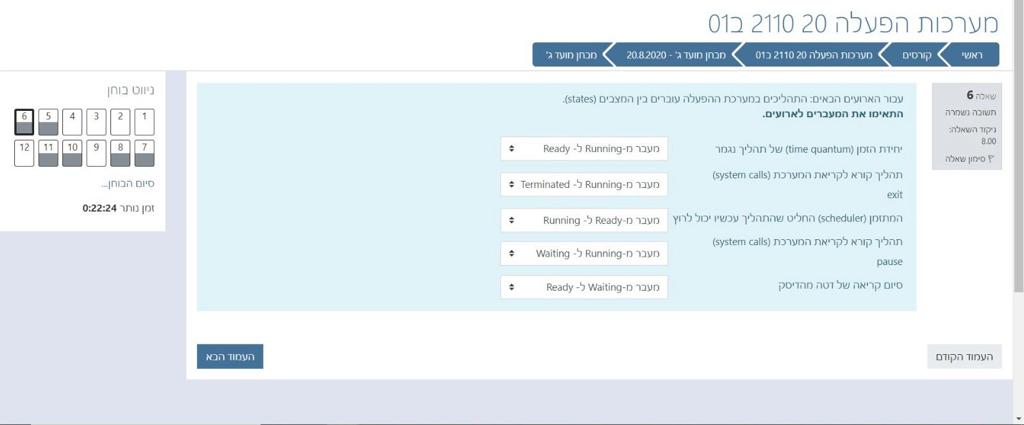 מערכות הפעלה 20 2110 ב01
ראשי
קורסים
מערכות הפעלה 20 2110 ב01
מבחן מועד ג' - 20.8.2020
מבחן מועד ג'
שאלה 6
תשובה נשמרה
ניקוד השאלה:
8.00
סימון שאלה
עבור הארועים הבאים: התהליכים במערכת ההפעלה עוברים בין המצבים (states).
התאימו את המעברים לארועים.
יחידת הזמן (time quantum) של תהליך נגמר
מעבר מ-Running ל- Ready
תהליך קורא לקריאת המערכת (system calls)
exit
מעבר מ-Running ל- Terminated
המתזמן (scheduler) החליט שהתהליך עכשיו יכול לרוץ
מעבר מ-Ready ל- Running
תהליך קורא לקריאת המערכת (system calls)
pause
מעבר מ-Running ל- Waiting
סיום קריאה של דטה מהדיסק
מעבר מ-Waiting ל- Ready
העמוד הקודם
העמוד הבא
ניווט בוחן
1 2 3 4 5 6
7 8 9 10 11 12
סיום הבוחן...
זמן נותר 0:22:24